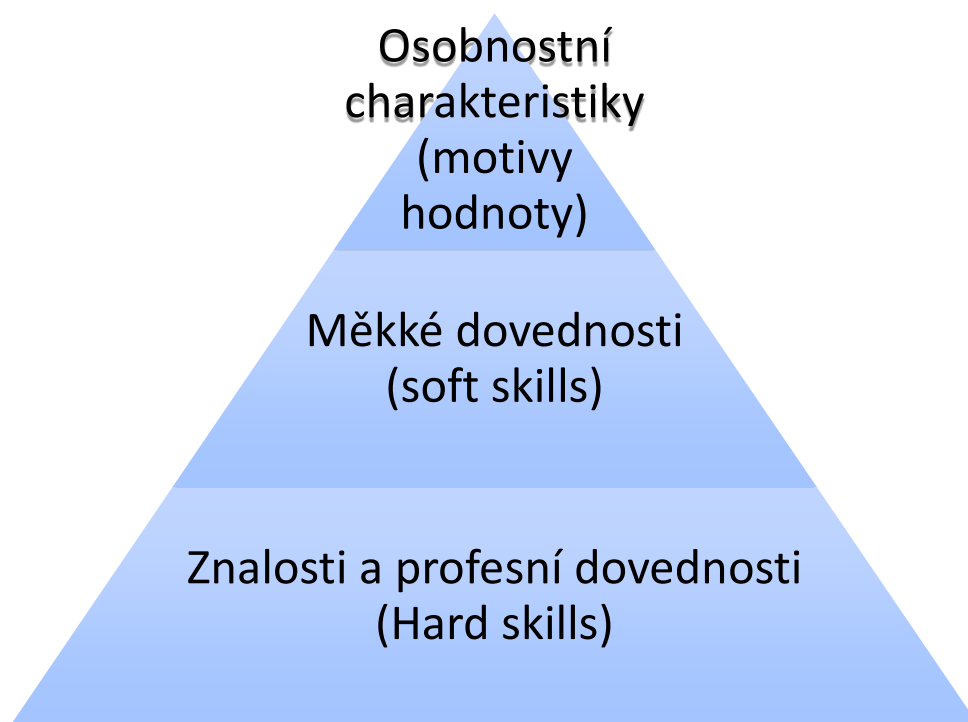 Osobnostní
charakteristiky
(motivy
hodnoty)
Měkké dovednosti
(soft skills)
Znalosti a profesní dovednosti
(Hard skills)